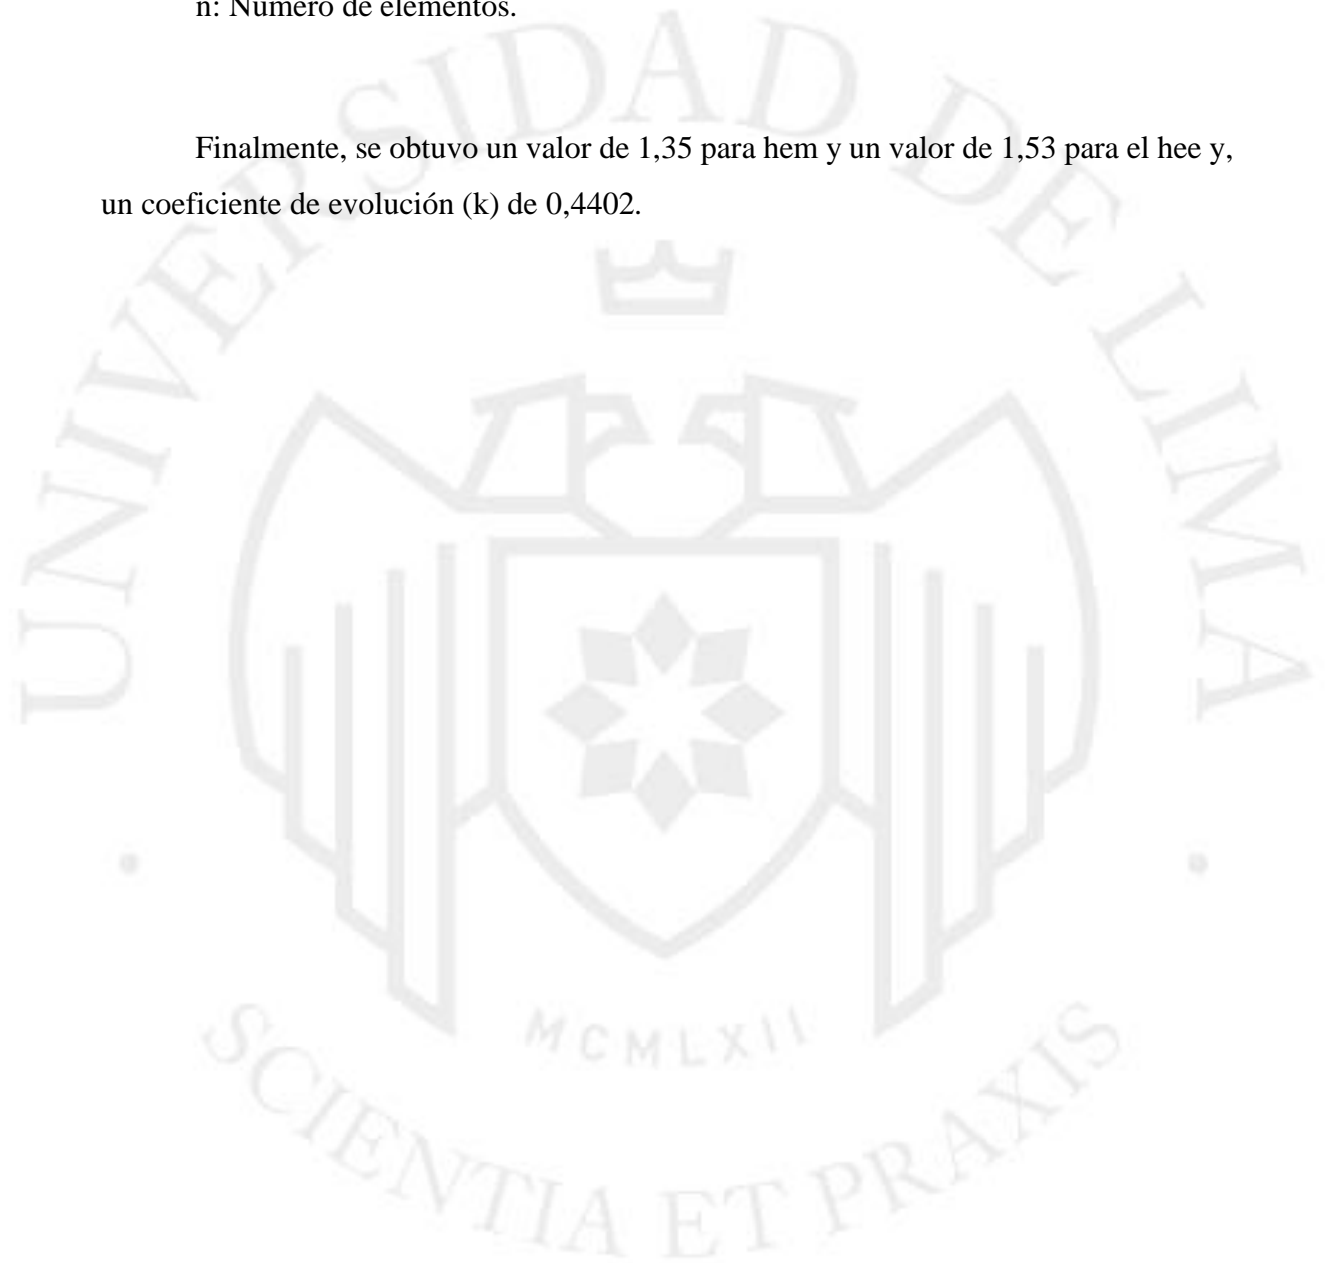 n: Número de elementos.
Finalmente, se obtuvo un valor de 1,35 para hem y un valor de 1,53 para el hee y,
un coeficiente de evolución (k) de 0,4402.
UNIVERSIDAD DE LIMA
MCMLXII
SCIENTIA ET PRAXIS